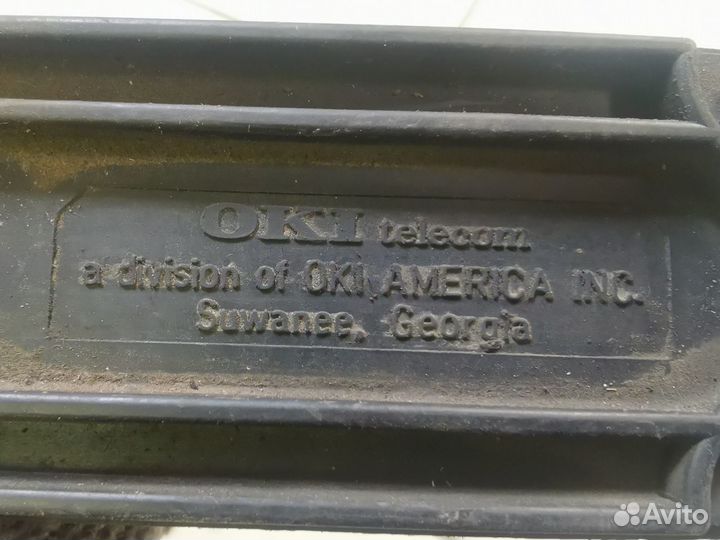 OKI telecom
a division of OKI AMERICA INC.
Suwanee, Georgia
Avito